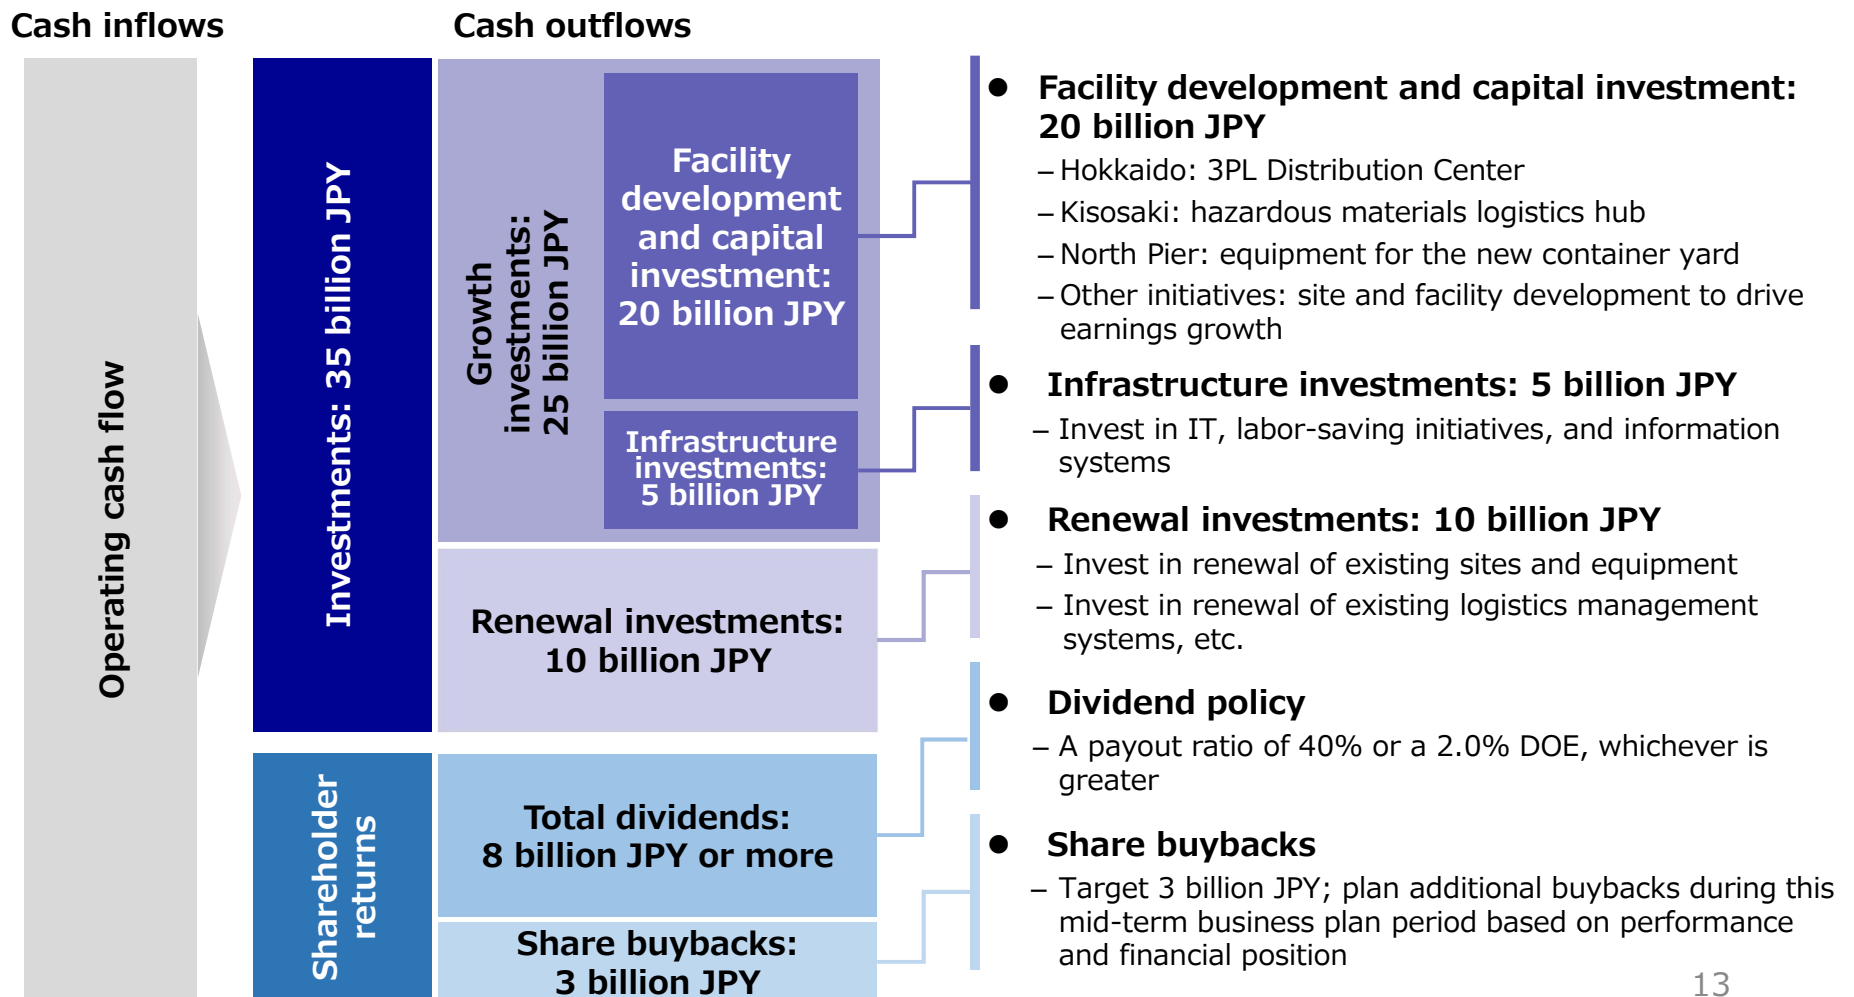 Cash inflows
Cash outflows
Operating cash flow
Investments: 35 billion JPY
Growth
investments:
25 billion JPY
Facility
development
and capital
investment:
20 billion JPY
Infrastructure
investments:
5 billion JPY
Renewal investments:
10 billion JPY
Shareholder
returns
Total dividends:
8 billion JPY or more
Share buybacks:
3 billion JPY
● Facility development and capital investment:
20 billion JPY
– Hokkaido: 3PL Distribution Center
– Kisosaki: hazardous materials logistics hub
– North Pier: equipment for the new container yard
– Other initiatives: site and facility development to drive
earnings growth
● Infrastructure investments: 5 billion JPY
– Invest in IT, labor-saving initiatives, and information
systems
● Renewal investments: 10 billion JPY
– Invest in renewal of existing sites and equipment
– Invest in renewal of existing logistics management
systems, etc.
● Dividend policy
– A payout ratio of 40% or a 2.0% DOE, whichever is
greater
● Share buybacks
– Target 3 billion JPY; plan additional buybacks during this
mid-term business plan period based on performance
and financial position
13